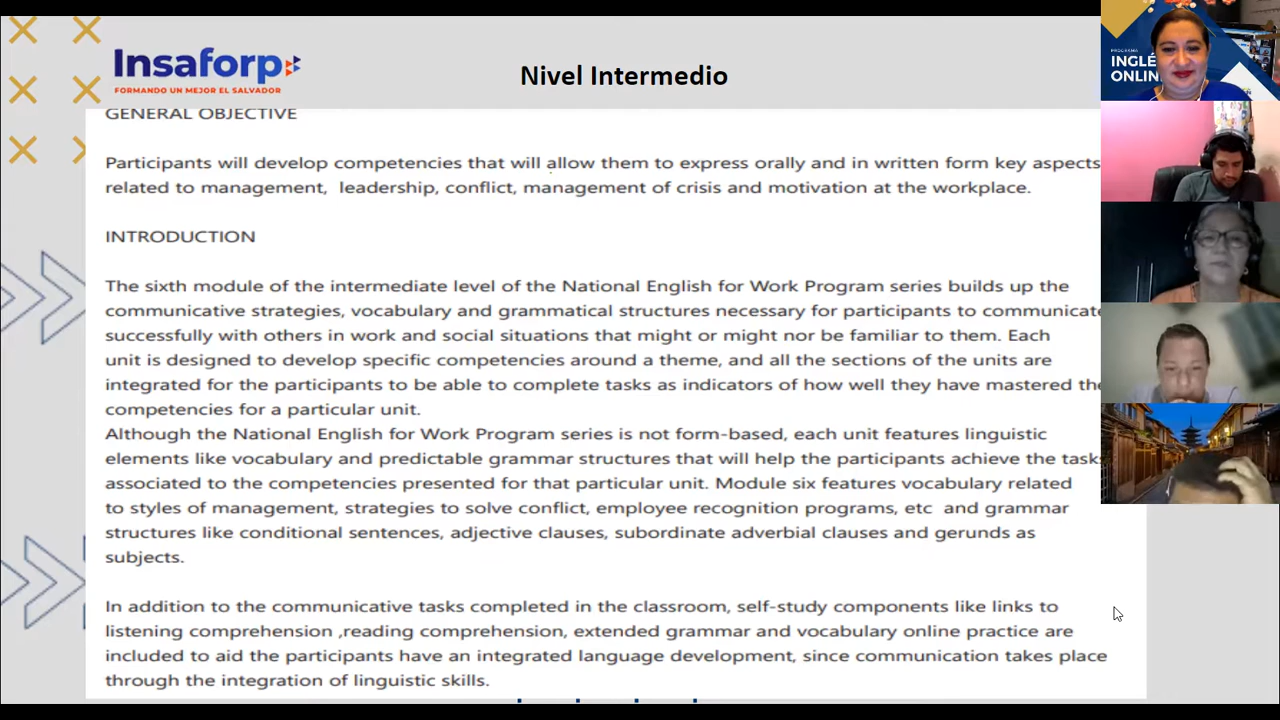 Insaforp
FORMANDO UN MEJOR EL SALVADOR
Nivel Intermedio
PROGRAMA
GENERAL OBJECTIVE
Participants will develop competencies that will allow them to express orally and in written form key aspects
related to management, leadership, conflict, management of crisis and motivation at the workplace.
INTRODUCTION
The sixth module of the intermediate level of the National English for Work Program series builds up the
communicative strategies, vocabulary and grammatical structures necessary for participants to communicate
successfully with others in work and social situations that might or might nor be familiar to them. Each
unit is designed to develop specific competencies around a theme, and all the sections of the units are
integrated for the participants to be able to complete tasks as indicators of how well they have mastered the
competencies for a particular unit.
Although the National English for Work Program series is not form-based, each unit features linguistic
elements like vocabulary and predictable grammar structures that will help the participants achieve the tasks
associated to the competencies presented for that particular unit. Module six features vocabulary related
to styles of management, strategies to solve conflict, employee recognition programs, etc and grammar
structures like conditional sentences, adjective clauses, subordinate adverbial clauses and gerunds as
subjects.
In addition to the communicative tasks completed in the classroom, self-study components like links to
listening comprehension ,reading comprehension, extended grammar and vocabulary online practice are
included to aid the participants have an integrated language development, since communication takes place
through the integration of linguistic skills.